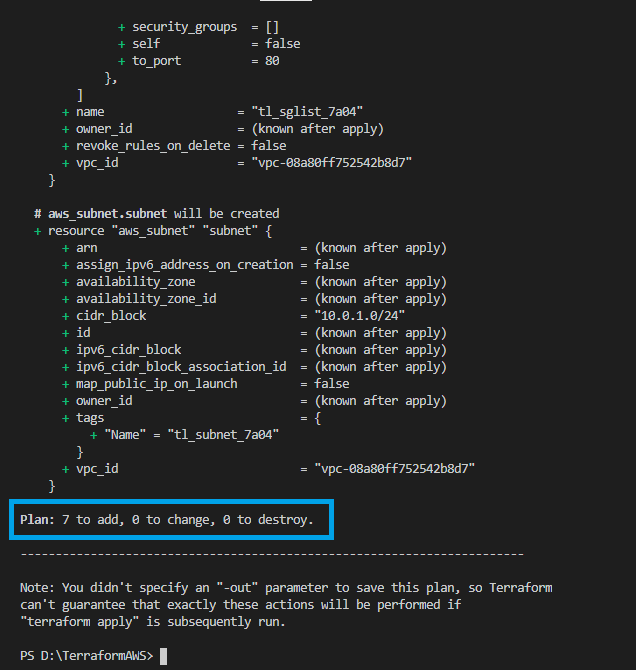 + security_groups  = []
+ self             = false
+ to_port          = 80
},
]
+ name                   = "tl_sglist_7a04"
+ owner_id               = (known after apply)
+ revoke_rules_on_delete = false
+ vpc_id                 = "vpc-08a80ff752542b8d7"
}
# aws_subnet.subnet will be created
+ resource "aws_subnet" "subnet" {
+ arn                             = (known after apply)
+ assign_ipv6_address_on_creation = false
+ availability_zone               = (known after apply)
+ availability_zone_id            = (known after apply)
+ cidr_block                      = "10.0.1.0/24"
+ id                              = (known after apply)
+ ipv6_cidr_block                 = (known after apply)
+ ipv6_cidr_block_association_id  = (known after apply)
+ map_public_ip_on_launch         = false
+ owner_id                        = (known after apply)
+ tags                            = {
+ "Name" = "tl_subnet_7a04"
}
+ vpc_id                          = "vpc-08a80ff752542b8d7"
}
Plan: 7 to add, 0 to change, 0 to destroy.
------------------------------------------------------------------------
Note: You didn't specify an "-out" parameter to save this plan, so Terraform
can't guarantee that exactly these actions will be performed if
"terraform apply" is subsequently run.
PS D:\TerraformAWS>